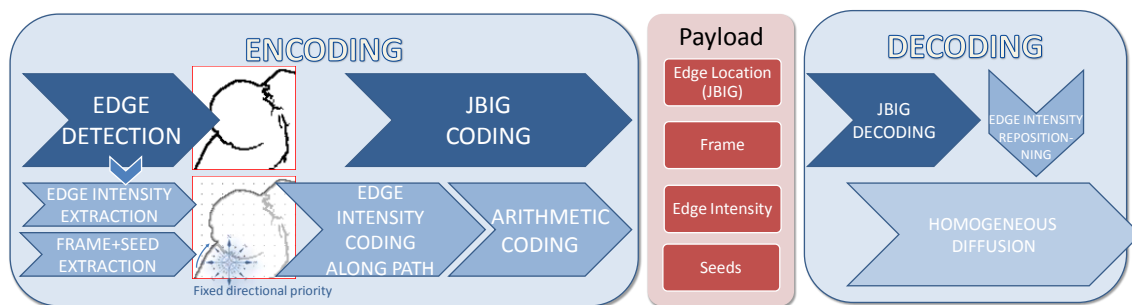 ENCODING
EDGE
DETECTION
JBIG
CODING
EDGE INTENSITY
EXTRACTION
FRAME+SEED
EXTRACTION
EDGE
INTENSITY
CODING
ALONG PATH
ARITHMETIC
CODING
Fixed directional priority
Payload
Edge Location
(JBIG)
Frame
Edge Intensity
Seeds
DECODING
JBIG
DECODING
EDGE INTENSITY
REPOSITION-
NING
HOMOGENEOUS
DIFFUSION